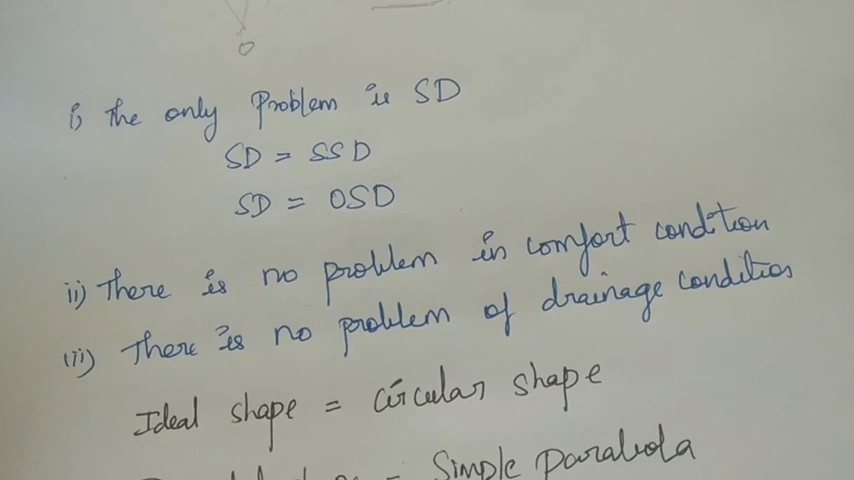 i, the only Problem is SD
SD = SSD
SD = OSD
ii) There is no problem in comfort condition
iii) There is no problem of drainage condition
Ideal shape = circular shape
= Simple parabola